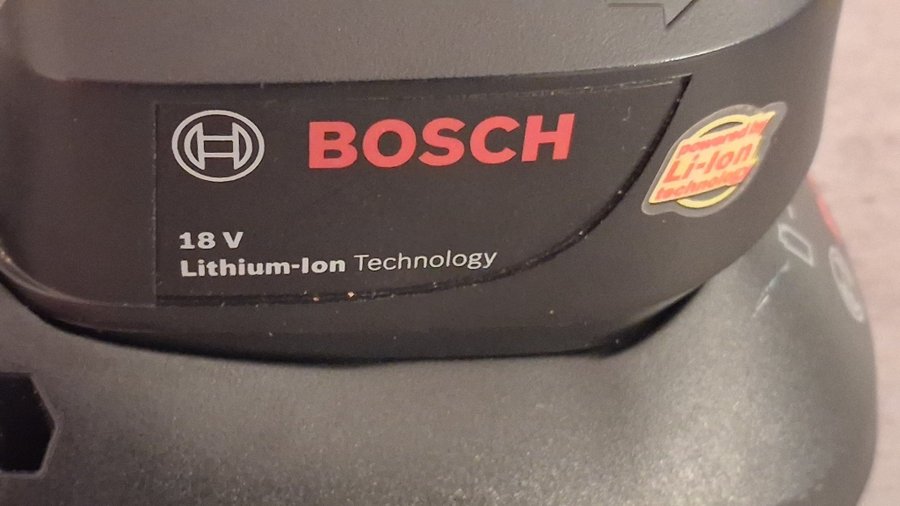 BOSCH
18 V
Lithium-Ion Technology
powered by
Li-Ion
technology